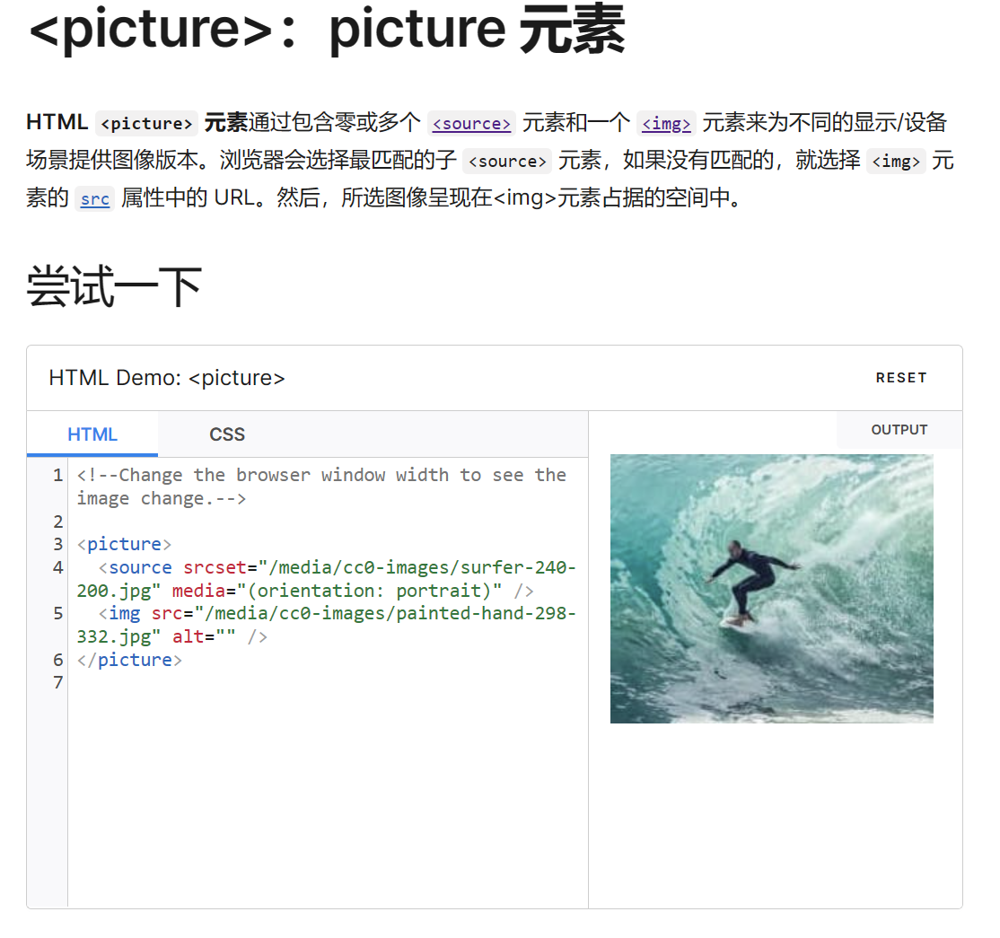 <picture>：picture 元素
HTML <picture> 元素通过包含零或多个 <source> 元素和一个 <img> 元素来为不同的显示/设备
场景提供图像版本。浏览器会选择最匹配的子 <source> 元素，如果没有匹配的，就选择 <img> 元
素的 src 属性中的 URL。然后，所选图像呈现在<img>元素占据的空间中。
尝试一下
HTML Demo: <picture>
RESET
HTML
CSS
OUTPUT
1 <!--Change the browser window width to see the
image change.-->
2
3 <picture>
4 <source srcset="/media/cc0-images/surfer-240-
200.jpg" media="(orientation: portrait)" />
5 <img src="/media/cc0-images/painted-hand-298-
332.jpg" alt="" />
6 </picture>
7